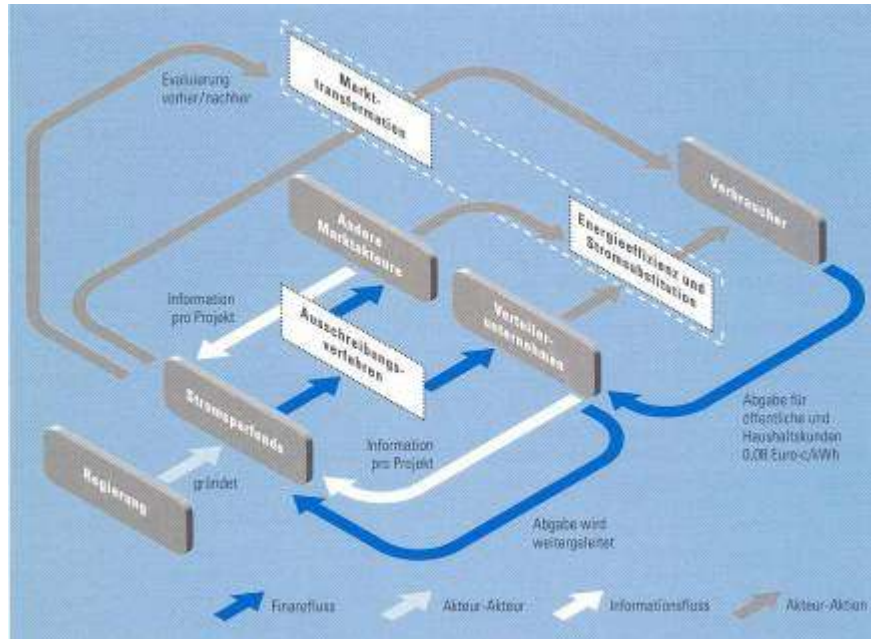 Evaluierung
vorher/nachher
Markt-
transformation
Verbraucher
Andere
Marktakteure
Energieeffizienz und
Stromsubstitution
Information
pro Projekt
Ausschreibungs-
verfahren
Verteiler-
unternehmen
Stromsparfonds
Abgabe für
öffentliche und
Haushaltskunden
0,08 Euro-c/kWh
Information
pro Projekt
Regierung
gründet
Abgabe wird
weitergeleitet
Finanzfluss
Akteur-Akteur
Informationsfluss
Akteur-Aktion